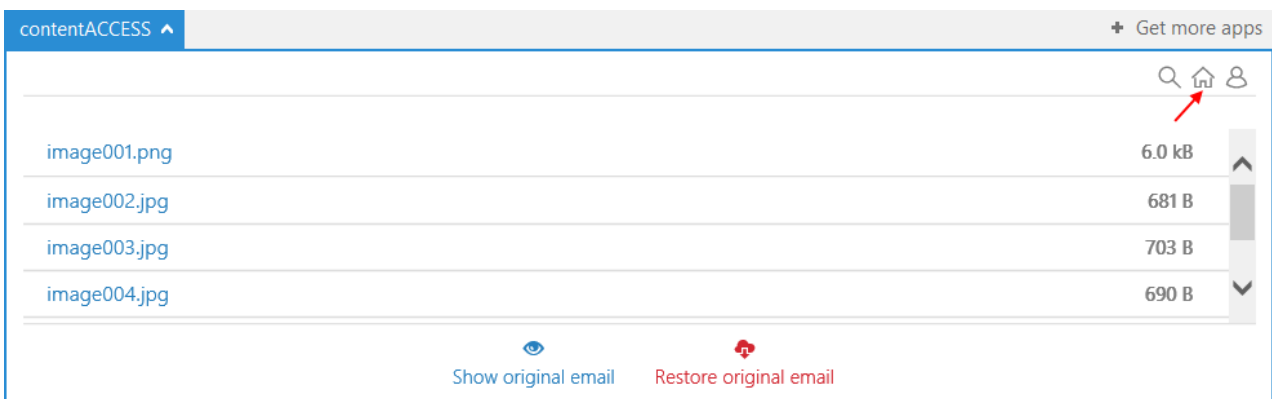 contentACCESS
+ Get more apps
image001.png 6.0 kB
image002.jpg 681 B
image003.jpg 703 B
image004.jpg 690 B
Show original email Restore original email